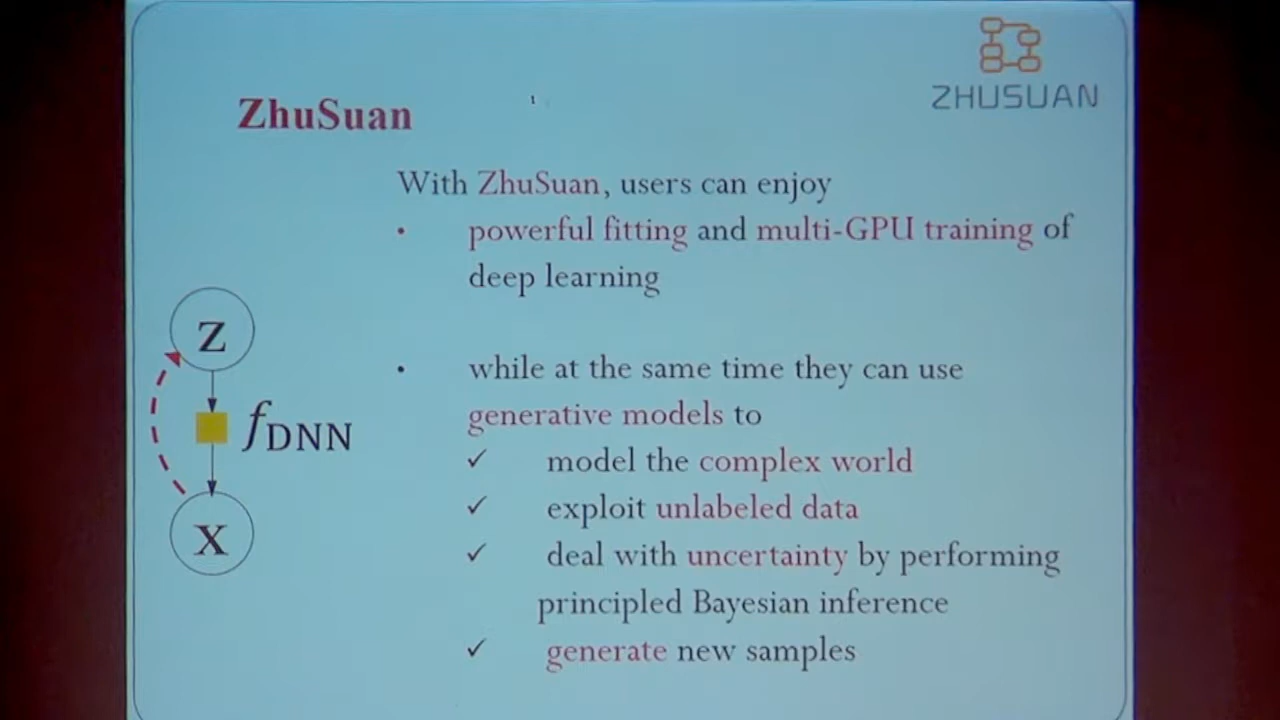 ZHUSUAN
ZhuSuan
With ZhuSuan, users can enjoy
• powerful fitting and multi-GPU training of
deep learning
• while at the same time they can use
generative models to
✓ model the complex world
✓ exploit unlabeled data
✓ deal with uncertainty by performing
principled Bayesian inference
✓ generate new samples
z
fDNN
x